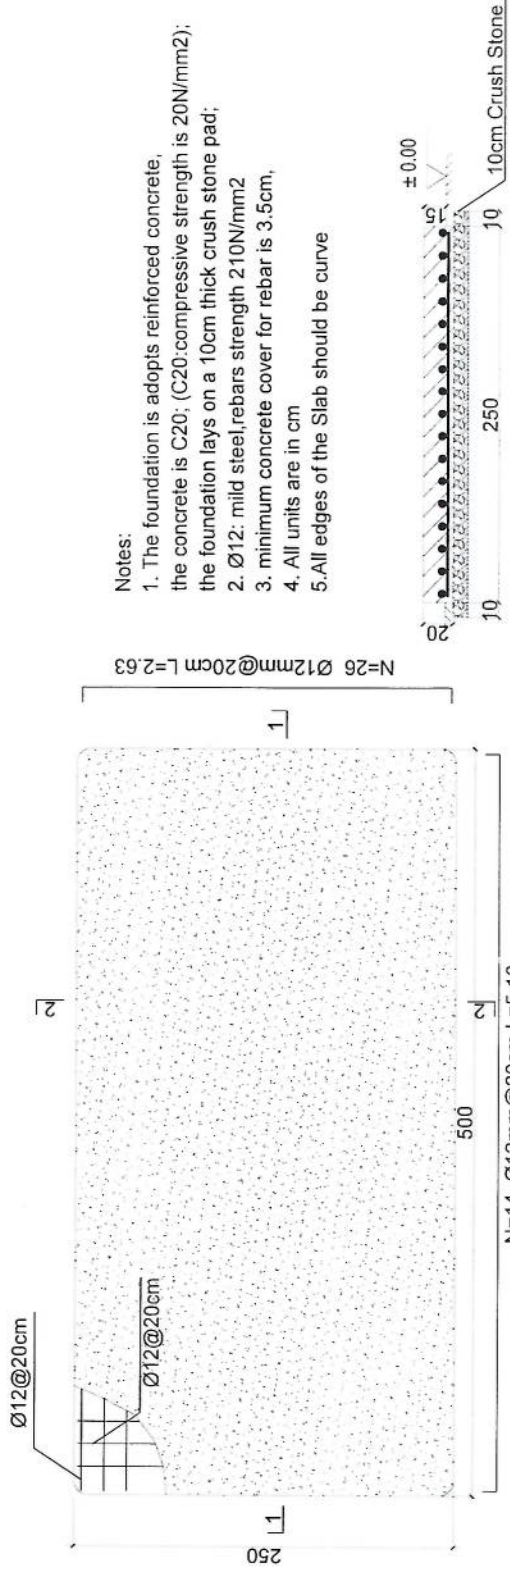 Notes:
1. The foundation is adopts reinforced concrete,
the concrete is C20; (C20:compressive strength is 20N/mm2);
the foundation lays on a 10cm thick crush stone pad;
2. Ø12: mild steel,rebars strength 210N/mm2
3. minimum concrete cover for rebar is 3.5cm,
4. All units are in cm
5.All edges of the Slab should be curve
Ø12@20cm
Ø12@20cm
2
2
1
1
250
500
N=26 Ø12mm@20cm L=2.63
± 0.00
15
20
10
250
10
10cm Crush Stone